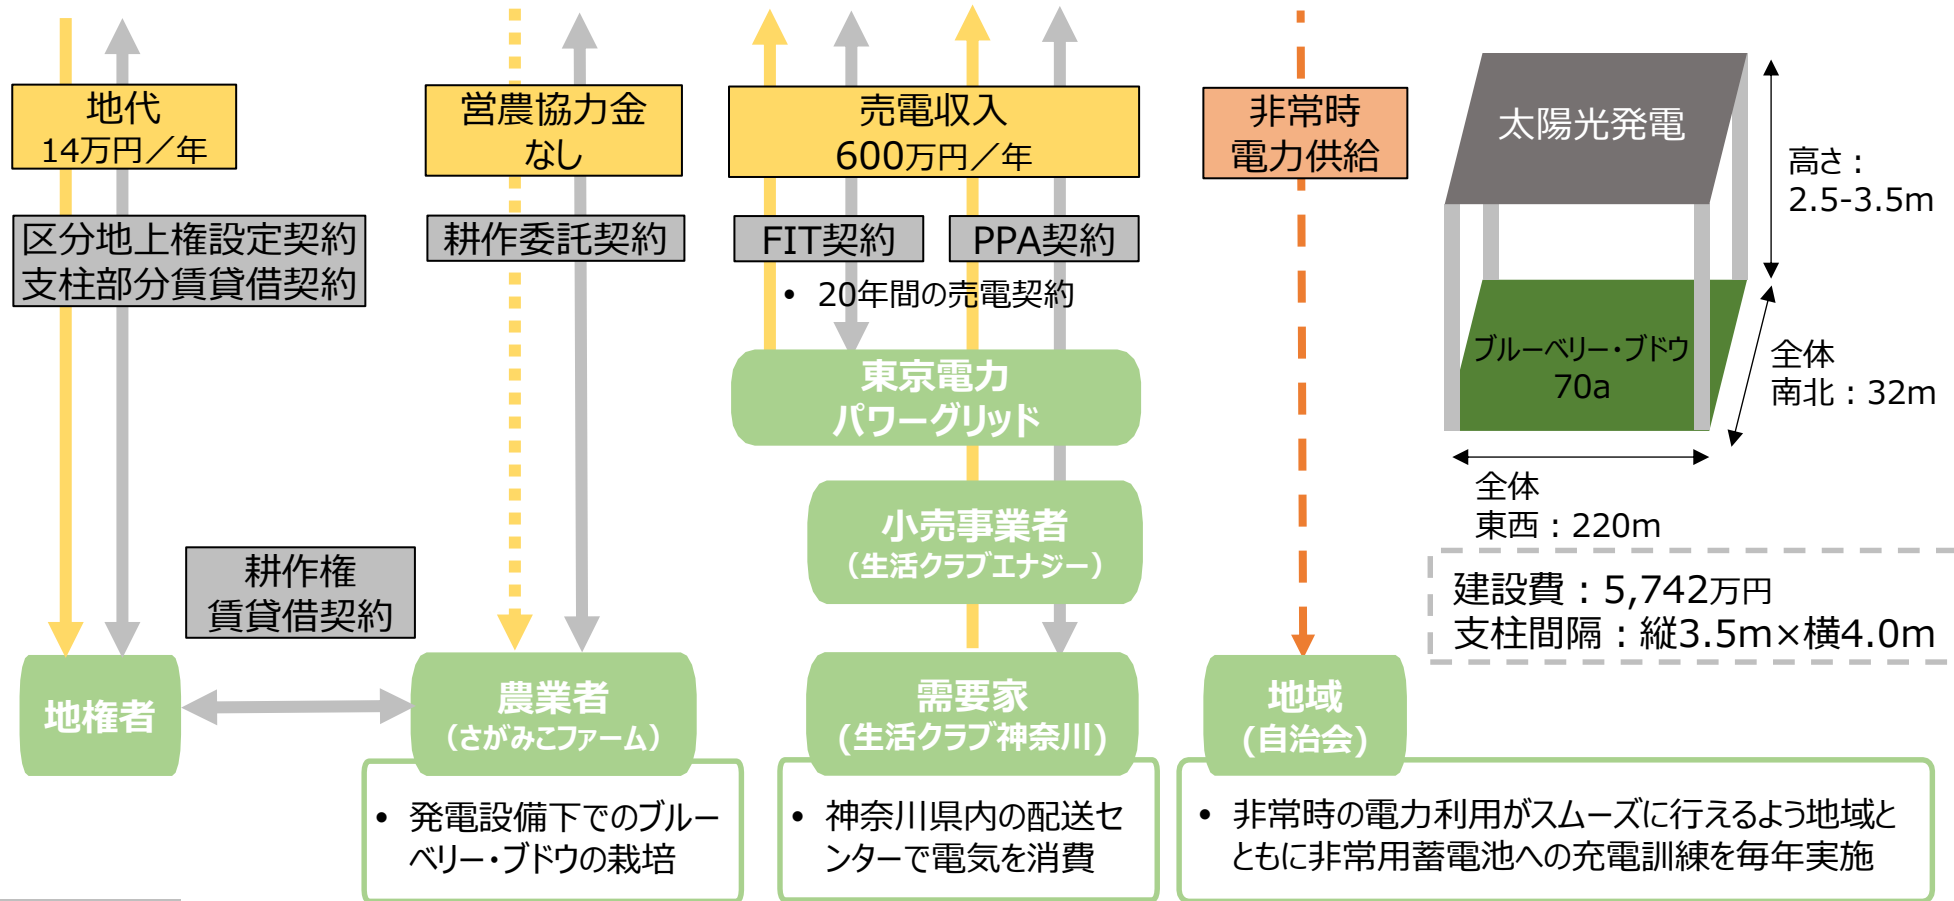 地代
14万円／年
区分地上権設定契約
支柱部分賃貸借契約
営農協力金
なし
耕作委託契約
売電収入
600万円／年
FIT契約
PPA契約
• 20年間の売電契約
東京電力
パワーグリッド
小売事業者
（生活クラブエナジー）
非常時
電力供給
耕作権
賃貸借契約
地権者
農業者
（さがみこファーム）
• 発電設備下でのブルー
ベリー・ブドウの栽培
需要家
(生活クラブ神奈川)
• 神奈川県内の配送セ
ンターで電気を消費
地域
(自治会)
• 非常時の電力利用がスムーズに行えるよう地域と
ともに非常用蓄電池への充電訓練を毎年実施
太陽光発電
高さ：
2.5-3.5m
ブルーベリー・ブドウ
70a
全体
南北：32m
全体
東西：220m
建設費：5,742万円
支柱間隔：縦3.5m×横4.0m